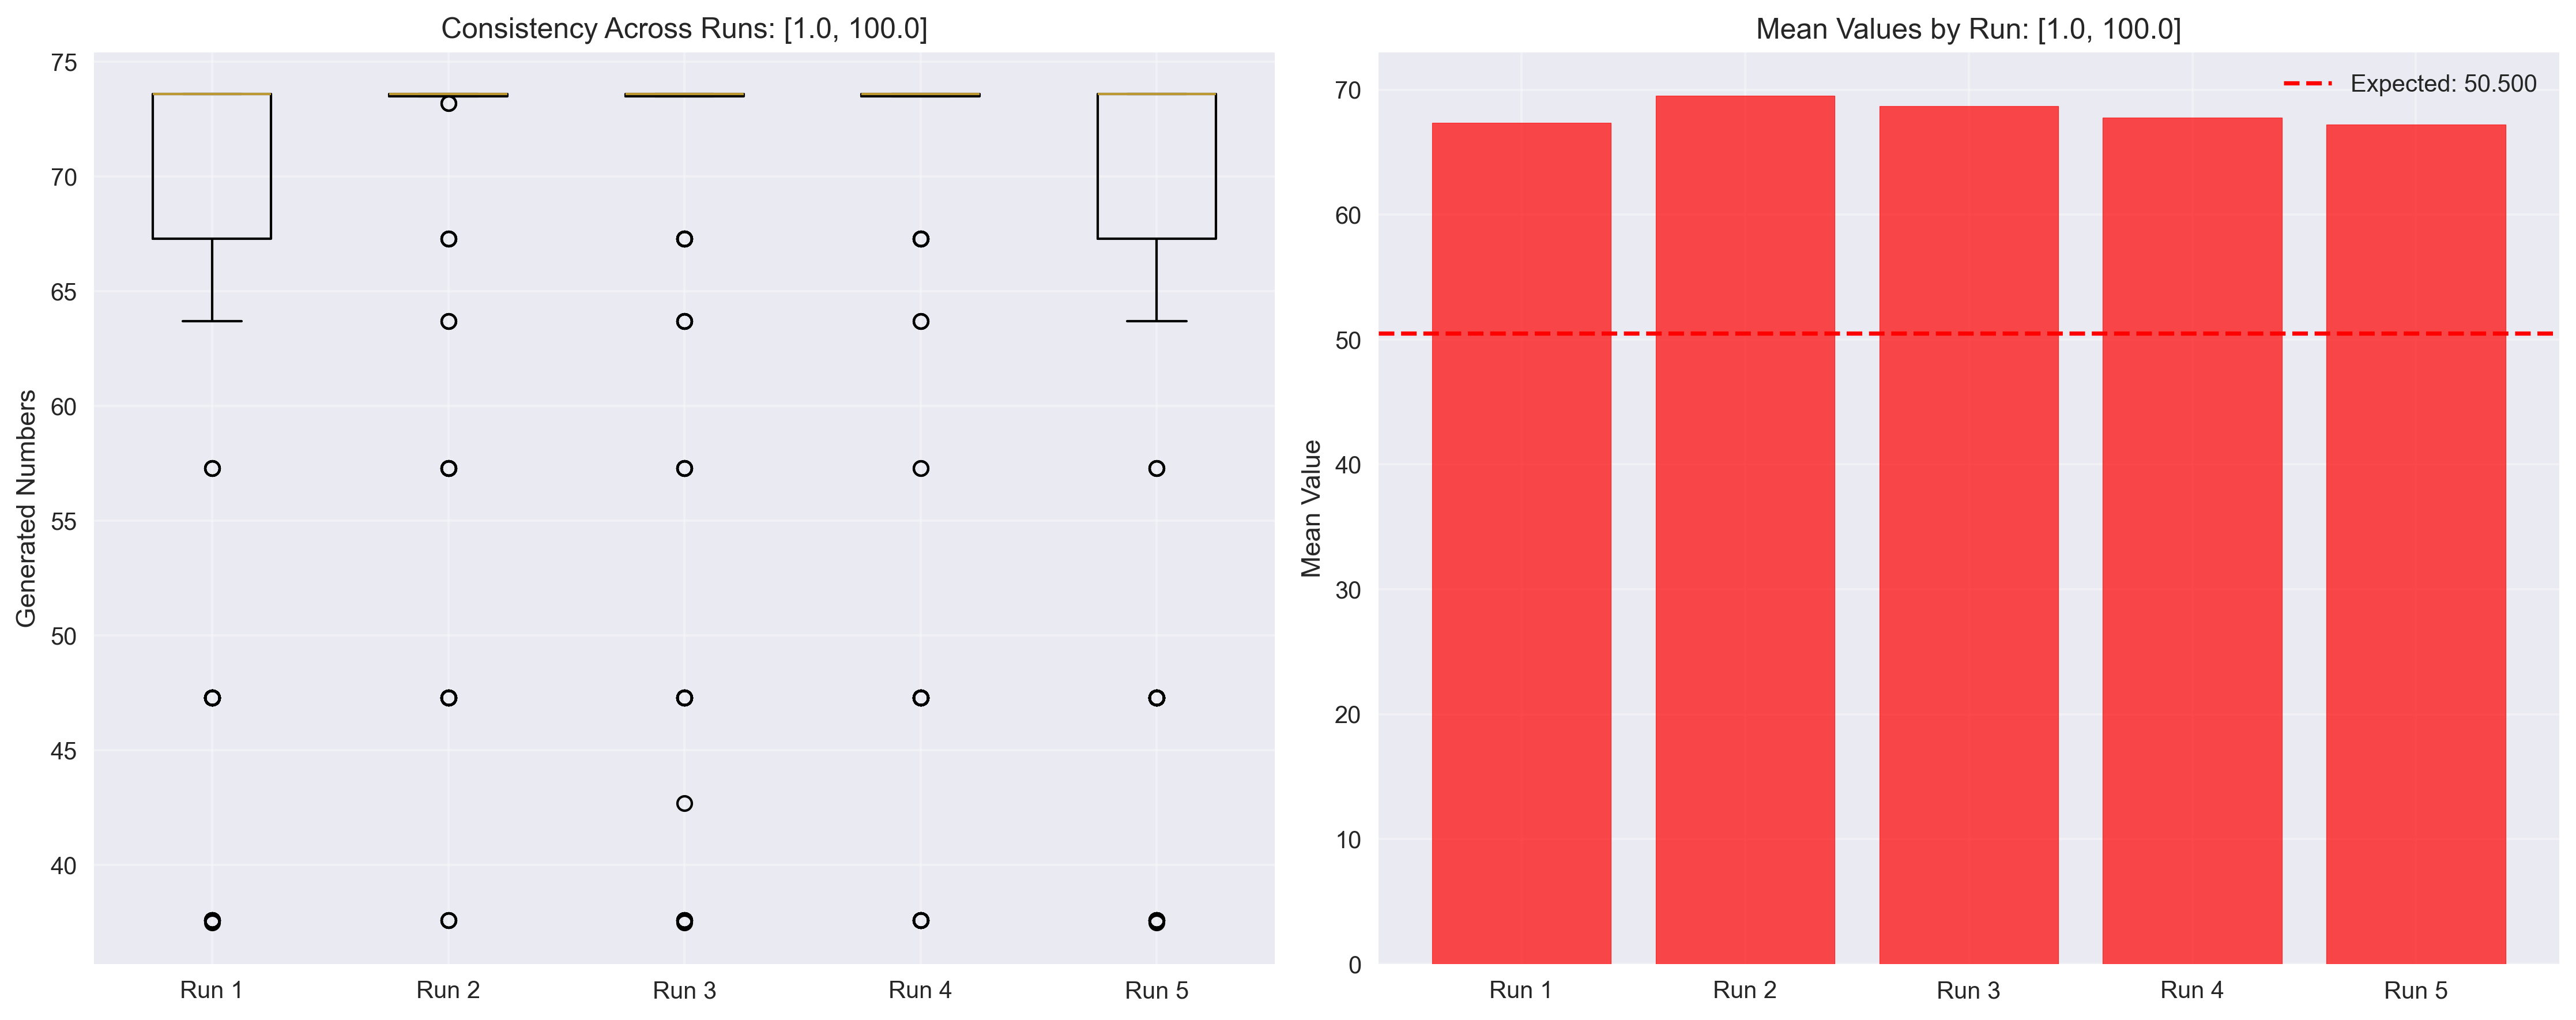 Consistency Across Runs: [1.0, 100.0]
Generated Numbers
75
70
65
60
55
50
45
40
Run 1
Run 2
Run 3
Run 4
Run 5
Mean Values by Run: [1.0, 100.0]
Expected: 50.500
Mean Value
70
60
50
40
30
20
10
0
Run 1
Run 2
Run 3
Run 4
Run 5